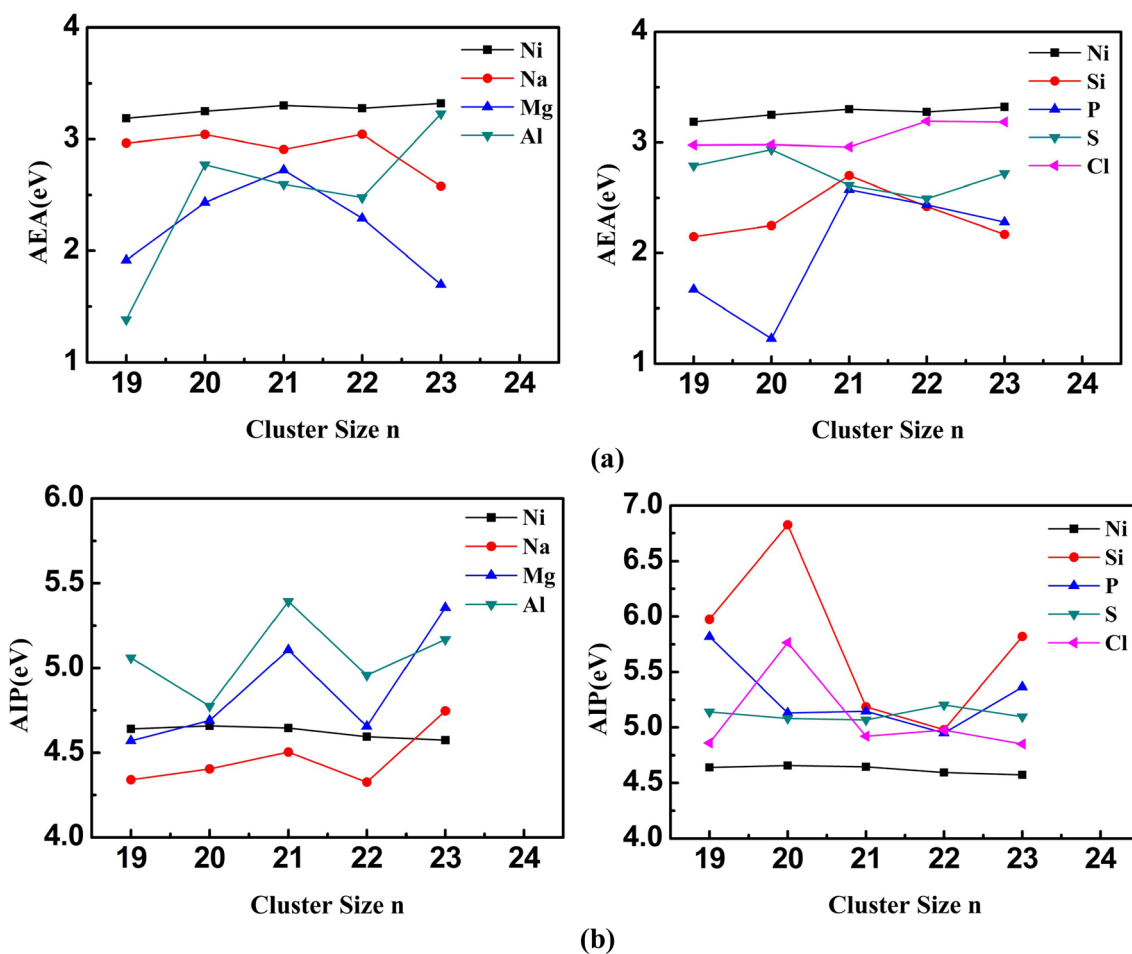 AEA(eV)
4
3
2
1
Ni
Na
Mg
Al
19 20 21 22 23 24
Cluster Size n
AEA(eV)
4
3
2
1
Ni
Si
P
S
Cl
19 20 21 22 23 24
Cluster Size n
(a)
AIP(eV)
6.0
5.5
5.0
4.5
4.0
Ni
Na
Mg
Al
19 20 21 22 23 24
Cluster Size n
AIP(eV)
7.0
6.5
6.0
5.5
5.0
4.5
4.0
Ni
Si
P
S
Cl
19 20 21 22 23 24
Cluster Size n
(b)